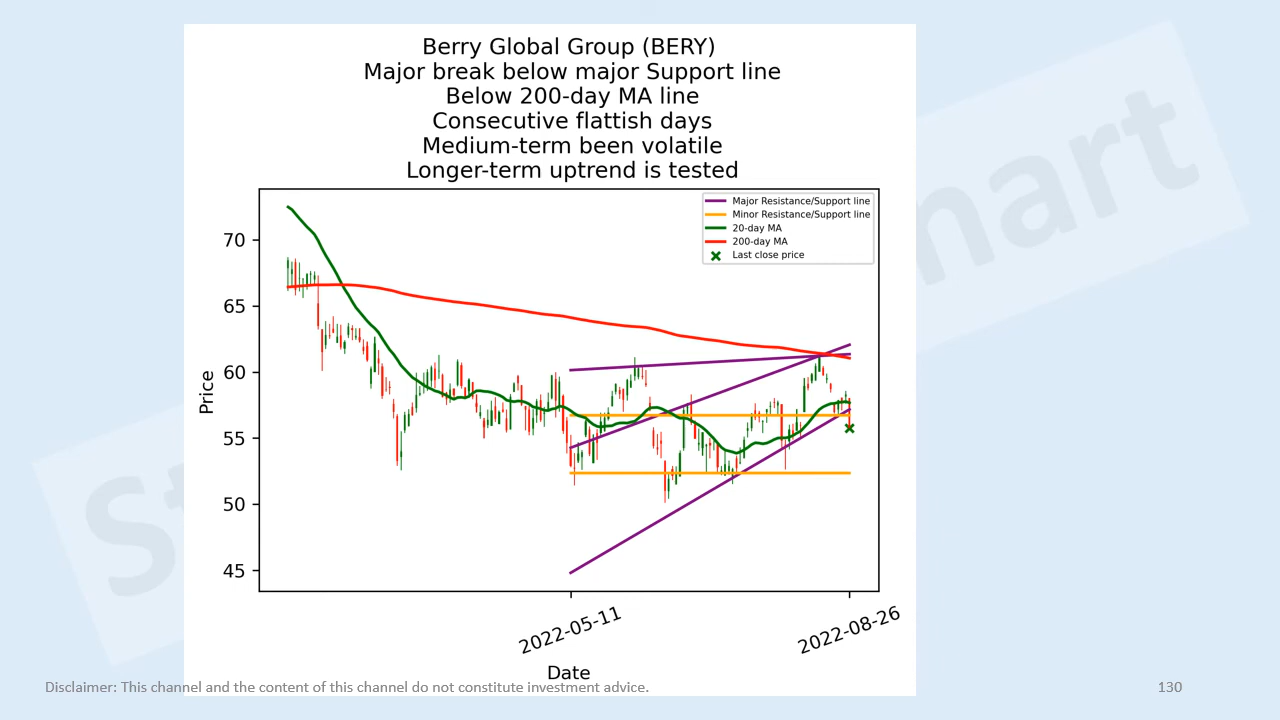 Berry Global Group (BERY)
Major break below major Support line
Below 200-day MA line
Consecutive flattish days
Medium-term been volatile
Longer-term uptrend is tested
Major Resistance/Support line
Minor Resistance/Support line
20-day MA
200-day MA
Last close price
70
65
60
55
50
45
Price
2022-05-11
2022-08-26
Date
Disclaimer: This channel and the content of this channel do not constitute investment advice.
130